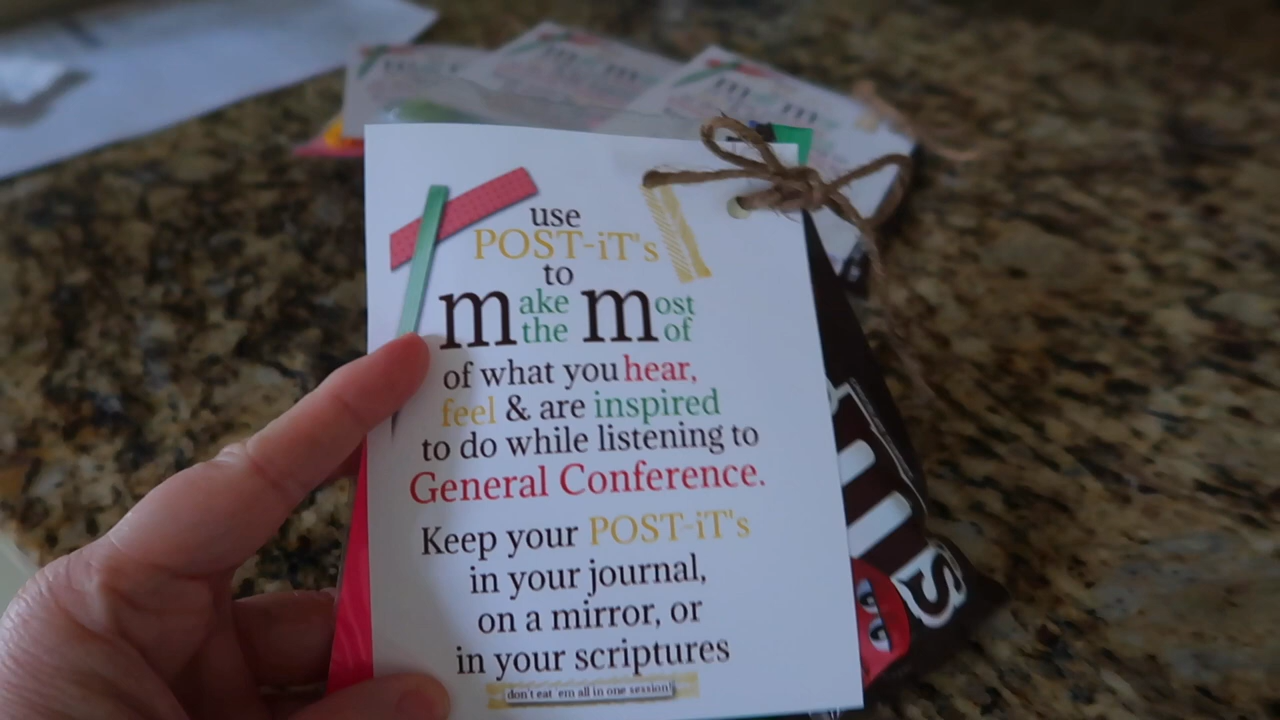 use
POST-iT's
to
make most
the of
of what you hear,
feel & are inspired
to do while listening to
General Conference.
Keep your POST-iT's
in your journal,
on a mirror, or
in your scriptures
don't eat 'em all in one session!
m&m's